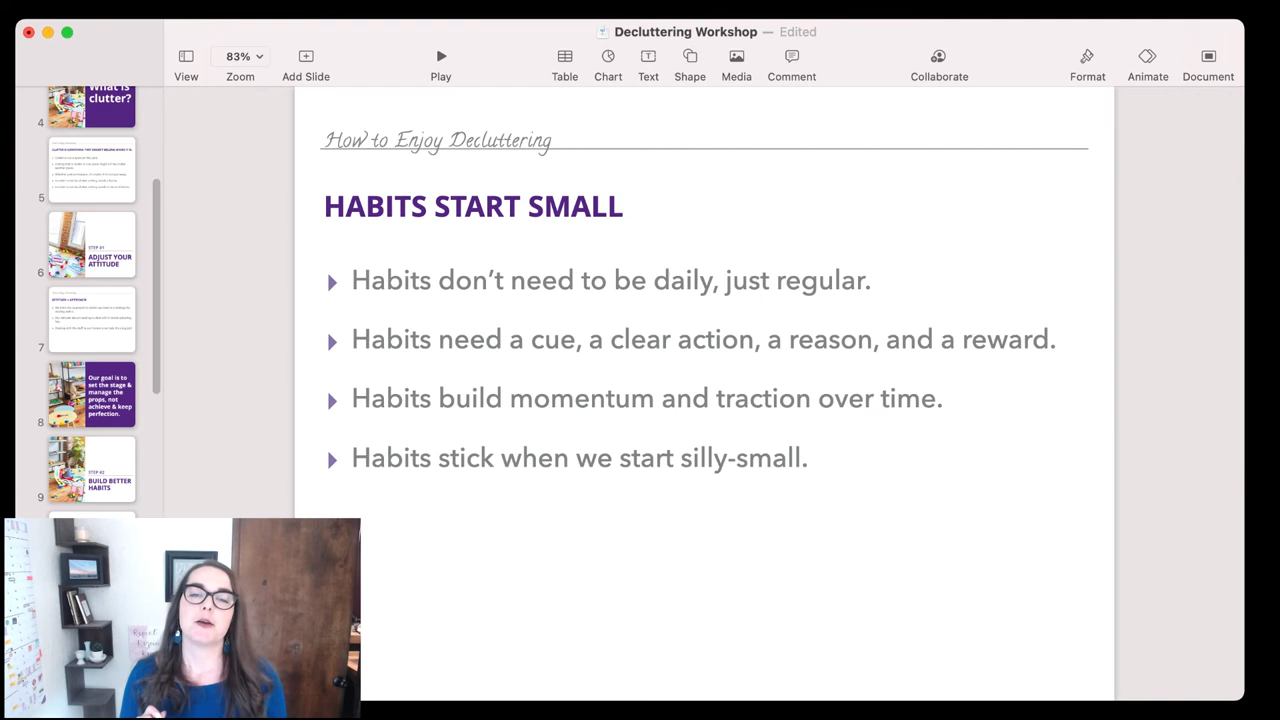 Decluttering Workshop — Edited
83%
View
Zoom
Add Slide
Play
Table
Chart
Text
Shape
Media
Comment
Collaborate
Format
Animate
Document
What is
clutter?
4
5
STEP #1
ADJUST YOUR
ATTITUDE
6
7
Our goal is to
set the stage &
manage the
props, not
achieve & keep
perfection.
8
STEP #2
BUILD BETTER
HABITS
9
How to Enjoy Decluttering
HABITS START SMALL
Habits don’t need to be daily, just regular.
Habits need a cue, a clear action, a reason, and a reward.
Habits build momentum and traction over time.
Habits stick when we start silly-small.